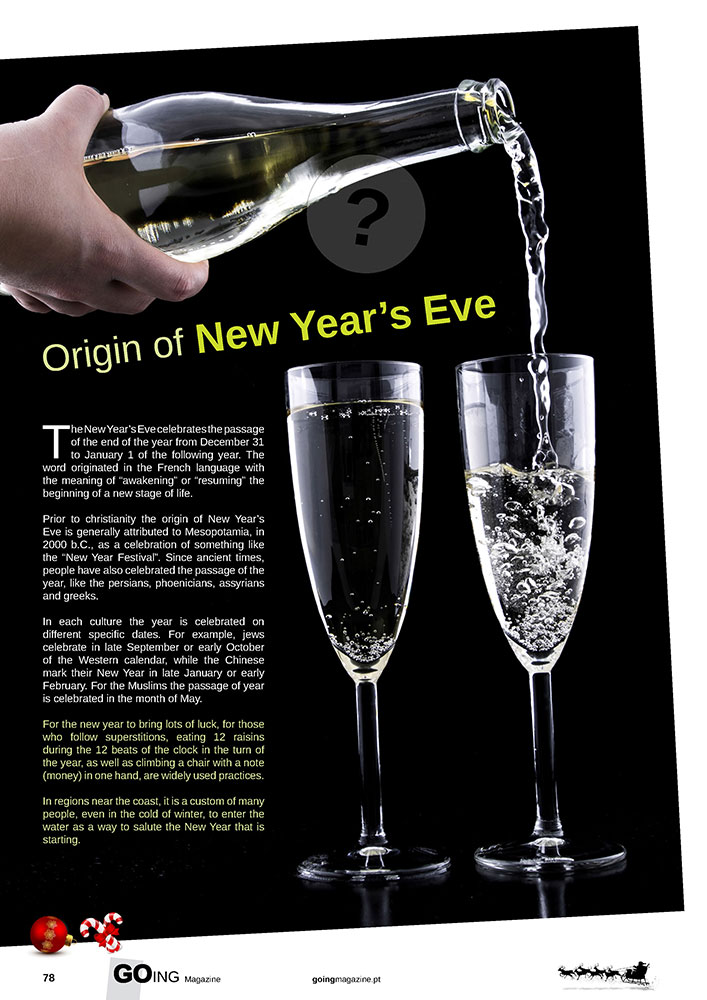 ?
Origin of New Year's Eve
The New Year's Eve celebrates the passage
of the end of the year from December 31
to January 1 of the following year. The
word originated in the French language with
the meaning of “awakening” or “resuming” the
beginning of a new stage of life.
Prior to christianity the origin of New Year's
Eve is generally attributed to Mesopotamia, in
2000 b.C., as a celebration of something like
the “New Year Festival”. Since ancient times,
people have also celebrated the passage of the
year, like the persians, phoenicians, assyrians
and greeks.
In each culture the year is celebrated on
different specific dates. For example, jews
celebrate in late September or early October
of the Western calendar, while the Chinese
mark their New Year in late January or early
February. For the Muslims the passage of year
is celebrated in the month of May.
For the new year to bring lots of luck, for those
who follow superstitions, eating 12 raisins
during the 12 beats of the clock in the turn of
the year, as well as climbing a chair with a note
(money) in one hand, are widely used practices.
In regions near the coast, it is a custom of many
people, even in the cold of winter, to enter the
water as a way to salute the New Year that is
starting.
78 GOING Magazine goingmagazine.pt